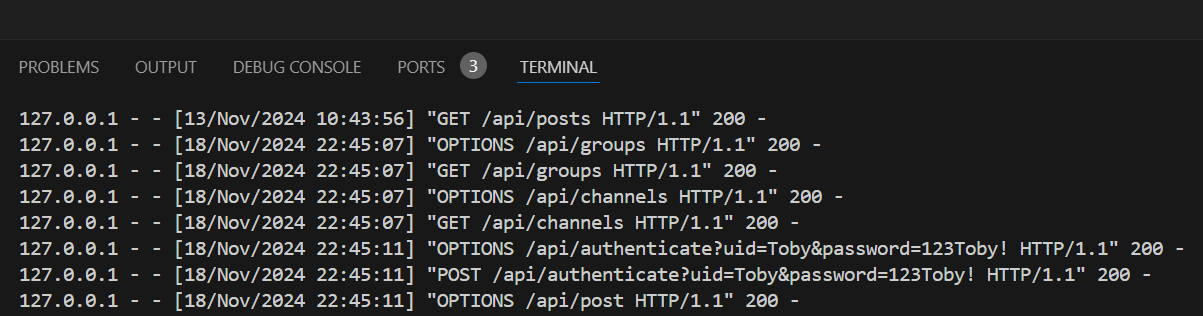 PROBLEMS OUTPUT DEBUG CONSOLE PORTS 3 TERMINAL
127.0.0.1 - - [13/Nov/2024 10:43:56] "GET /api/posts HTTP/1.1" 200 -
127.0.0.1 - - [18/Nov/2024 22:45:07] "OPTIONS /api/groups HTTP/1.1" 200 -
127.0.0.1 - - [18/Nov/2024 22:45:07] "GET /api/groups HTTP/1.1" 200 -
127.0.0.1 - - [18/Nov/2024 22:45:07] "OPTIONS /api/channels HTTP/1.1" 200 -
127.0.0.1 - - [18/Nov/2024 22:45:07] "GET /api/channels HTTP/1.1" 200 -
127.0.0.1 - - [18/Nov/2024 22:45:11] "OPTIONS /api/authenticate?uid=Toby&password=123Toby! HTTP/1.1" 200 -
127.0.0.1 - - [18/Nov/2024 22:45:11] "POST /api/authenticate?uid=Toby&password=123Toby! HTTP/1.1" 200 -
127.0.0.1 - - [18/Nov/2024 22:45:11] "OPTIONS /api/post HTTP/1.1" 200 -